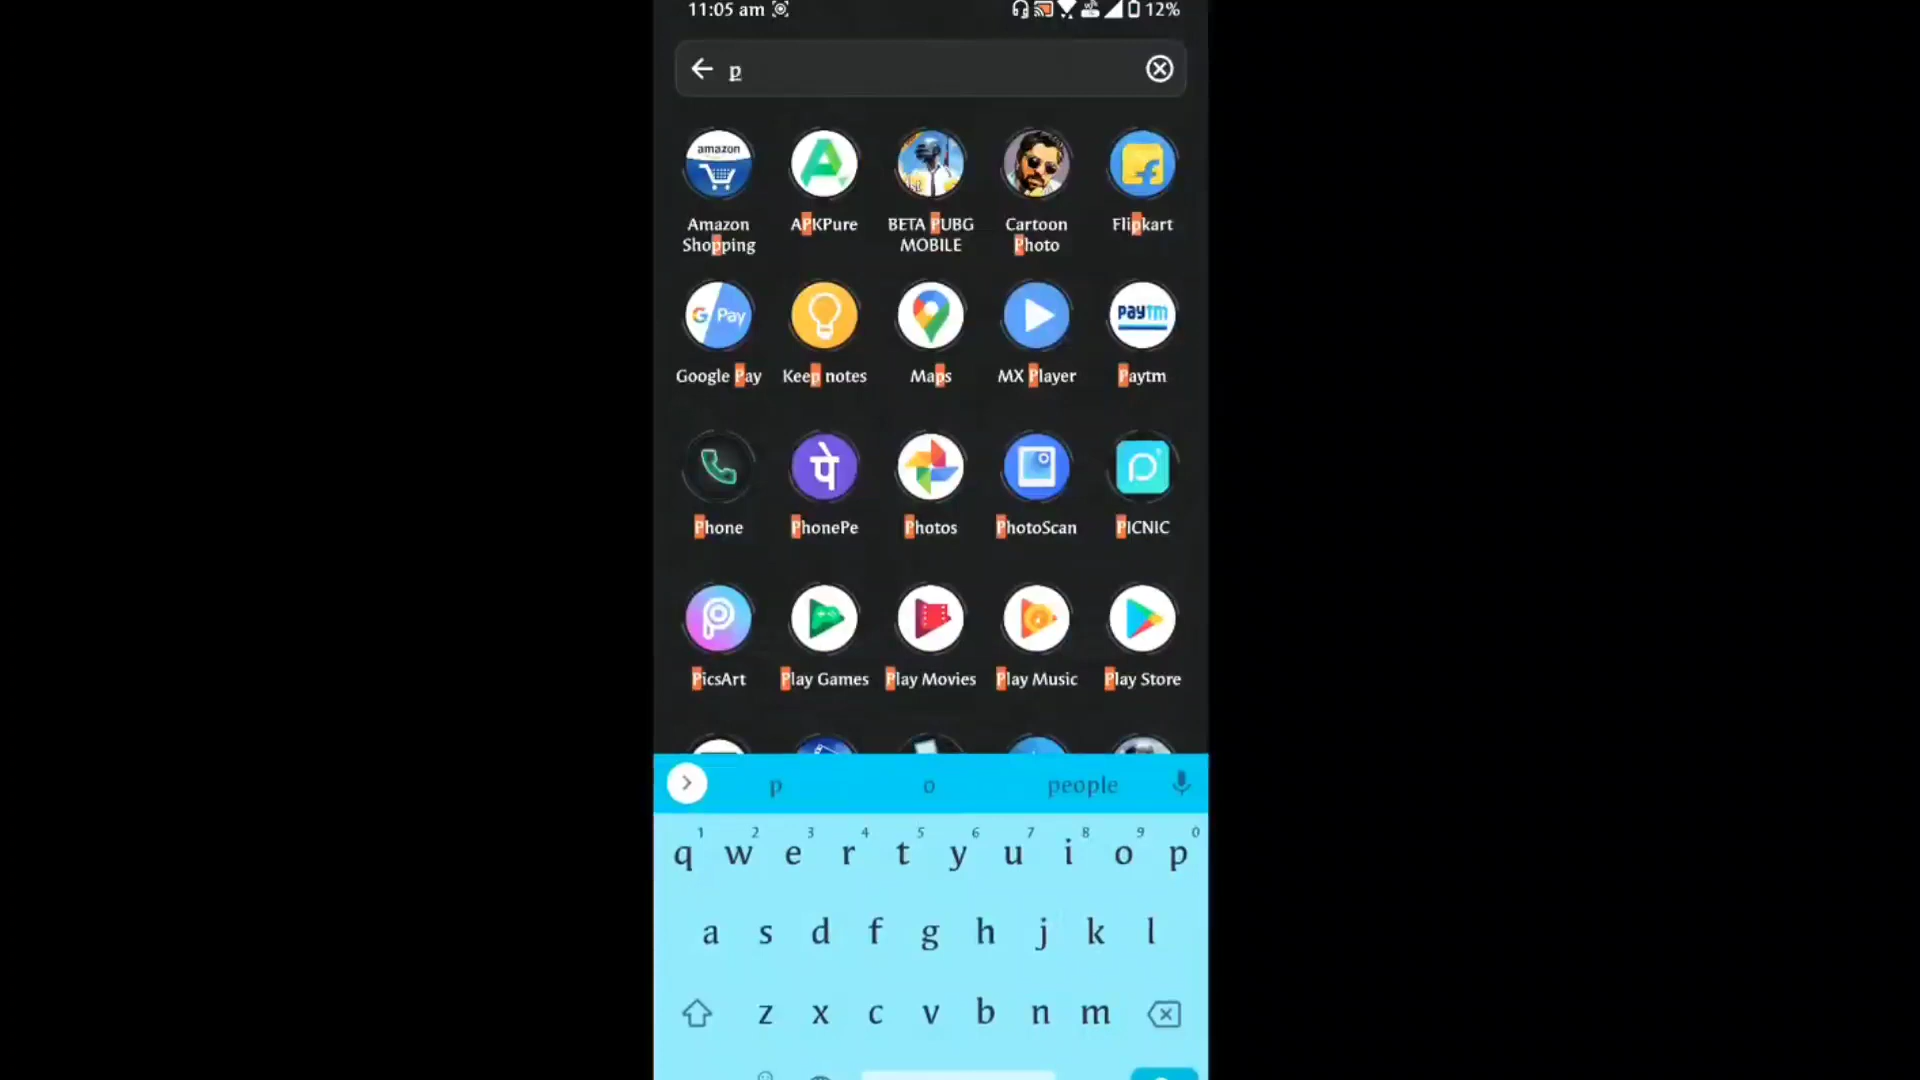 11:05 am 12%
p
amazon
Amazon Shopping
APKPure
BETA PUBG MOBILE
Cartoon Photo
Flipkart
G Pay
Paytm
Google Pay
Keep notes
Maps
MX Player
Paytm
पे
Phone
PhonePe
Photos
PhotoScan
PICNIC
PicsArt
Play Games
Play Movies
Play Music
Play Store
p o people
1 2 3 4 5 6 7 8 9 0
q w e r t y u i o p
a s d f g h j k l
z x c v b n m